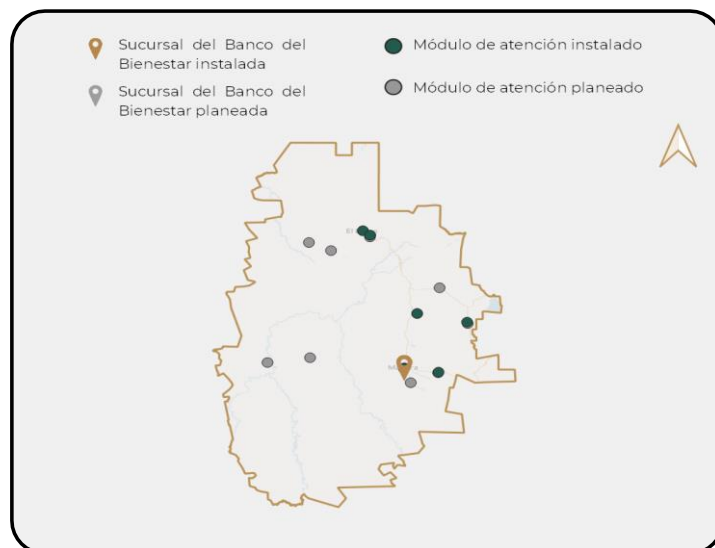 Sucursal del Banco del
Bienestar instalada
Sucursal del Banco del
Bienestar planeada
Módulo de atención instalado
Módulo de atención planeado